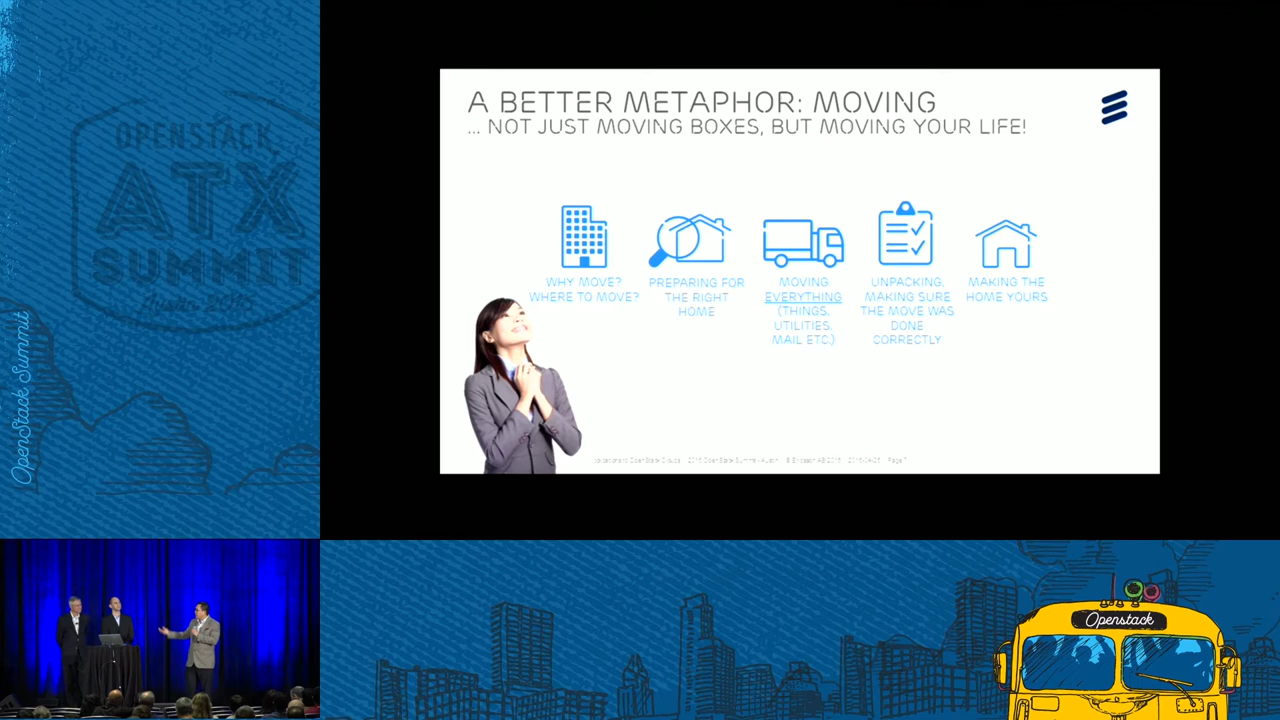 OPENSTACK
ATX
SUMMIT
OpenStack Summit
A BETTER METAPHOR: MOVING
... NOT JUST MOVING BOXES, BUT MOVING YOUR LIFE!
WHY MOVE?
WHERE TO MOVE?
PREPARING FOR
THE RIGHT
HOME
MOVING
EVERYTHING
(THINGS,
UTILITIES,
MAIL ETC.)
UNPACKING,
MAKING SURE
THE MOVE WAS
DONE
CORRECTLY
MAKING THE
HOME YOURS
Openstack